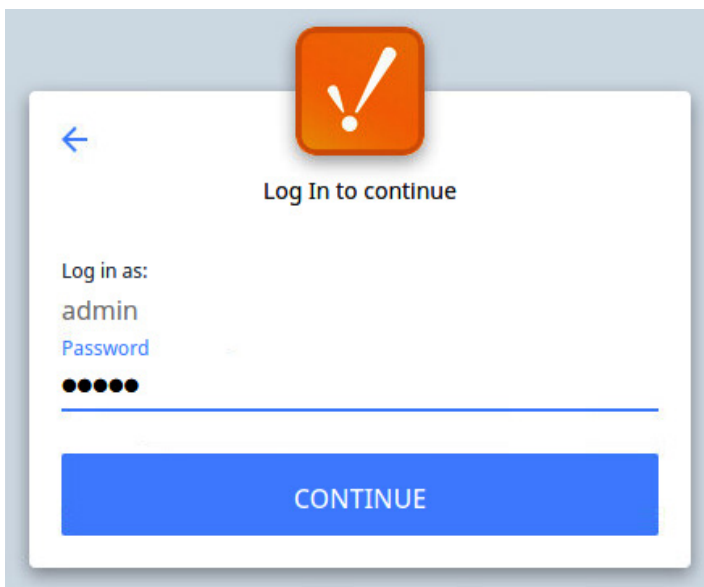 Log In to continue
Log in as:
admin
Password
●●●●●
CONTINUE